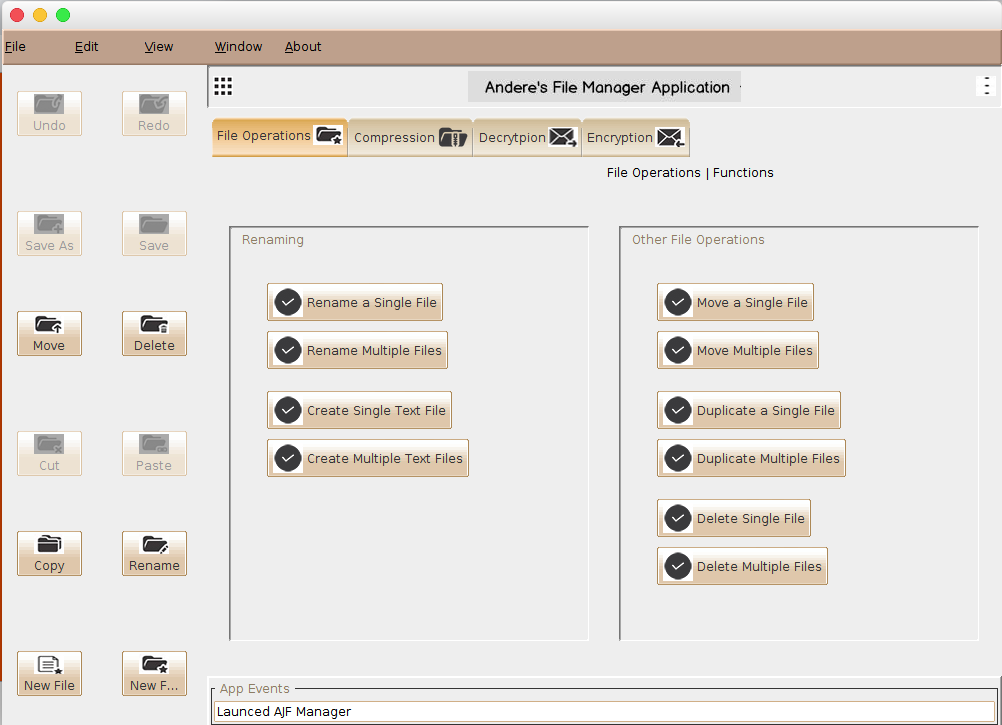 File Edit View Window About
Andere's File Manager Application
Undo Redo
File Operations Compression Decrytpion Encryption
File Operations | Functions
Save As Save
Renaming
Other File Operations
Rename a Single File
Move a Single File
Move Delete
Rename Multiple Files
Move Multiple Files
Create Single Text File
Duplicate a Single File
Cut Paste
Create Multiple Text Files
Duplicate Multiple Files
Delete Single File
Copy Rename
Delete Multiple Files
New File New F...
App Events
Launced AJF Manager